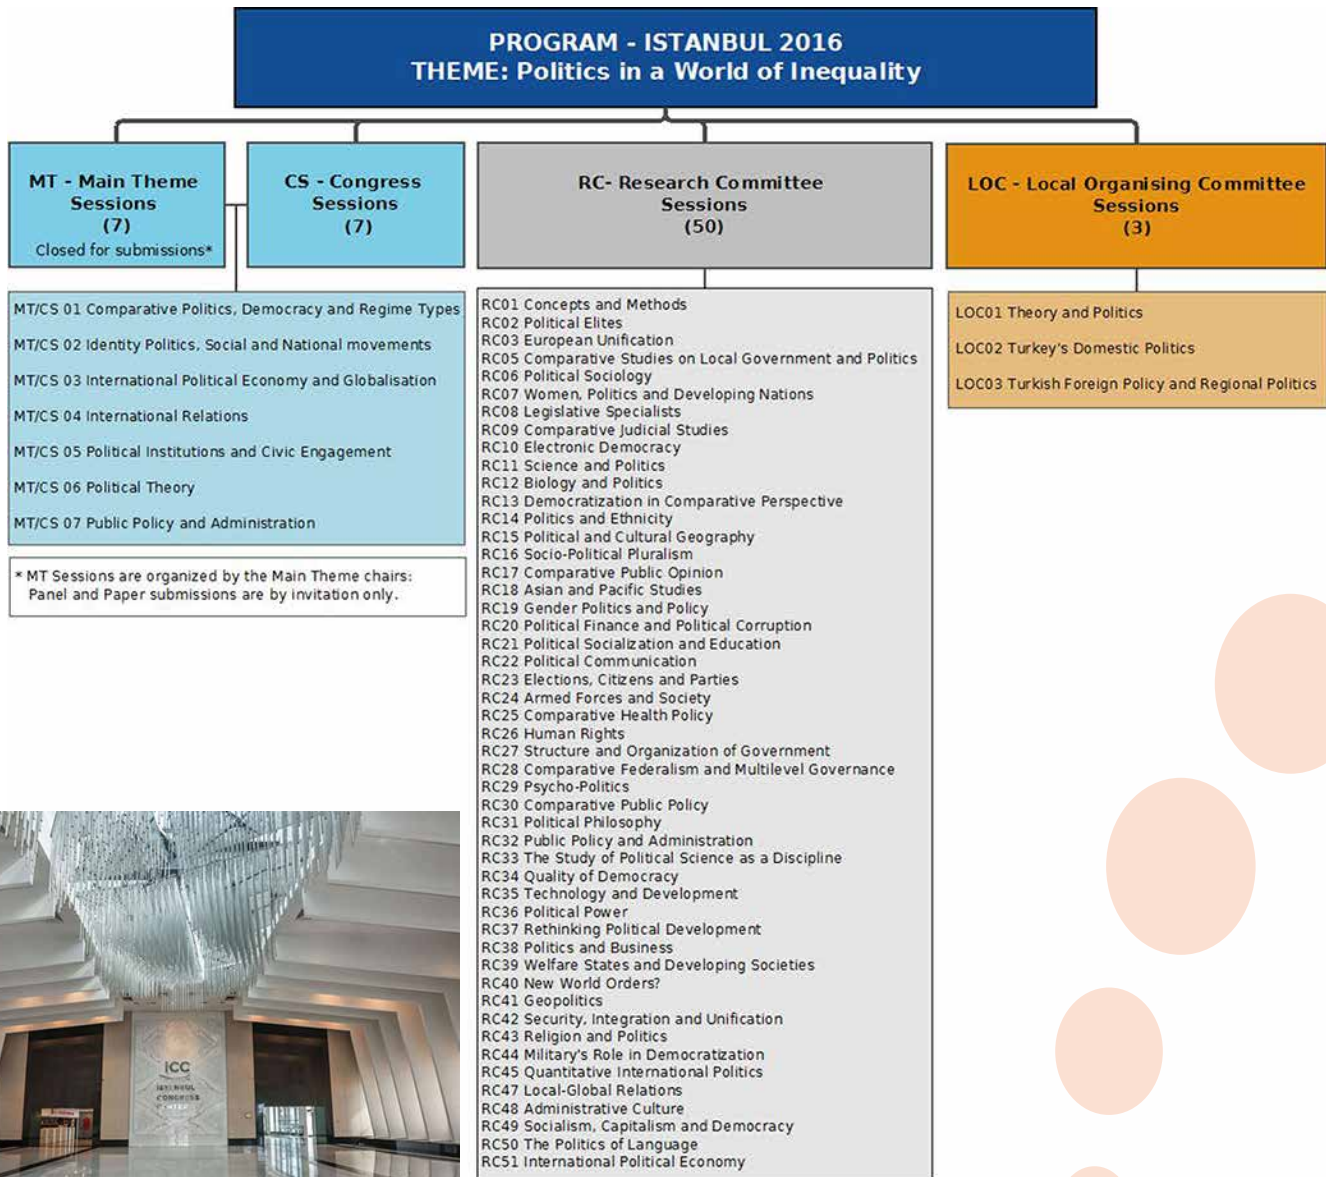 PROGRAM - ISTANBUL 2016
THEME: Politics in a World of Inequality
MT - Main Theme
Sessions
(7)
Closed for submissions*
CS - Congress
Sessions
(7)
RC- Research Committee
Sessions
(50)
LOC - Local Organising Committee
Sessions
(3)
MT/CS 01 Comparative Politics, Democracy and Regime Types
MT/CS 02 Identity Politics, Social and National movements
MT/CS 03 International Political Economy and Globalisation
MT/CS 04 International Relations
MT/CS 05 Political Institutions and Civic Engagement
MT/CS 06 Political Theory
MT/CS 07 Public Policy and Administration
* MT Sessions are organized by the Main Theme chairs:
Panel and Paper submissions are by invitation only.
RC01 Concepts and Methods
RC02 Political Elites
RC03 European Unification
RC05 Comparative Studies on Local Government and Politics
RC06 Political Sociology
RC07 Women, Politics and Developing Nations
RC08 Legislative Specialists
RC09 Comparative Judicial Studies
RC10 Electronic Democracy
RC11 Science and Politics
RC12 Biology and Politics
RC13 Democratization in Comparative Perspective
RC14 Politics and Ethnicity
RC15 Political and Cultural Geography
RC16 Socio-Political Pluralism
RC17 Comparative Public Opinion
RC18 Asian and Pacific Studies
RC19 Gender Politics and Policy
RC20 Political Finance and Political Corruption
RC21 Political Socialization and Education
RC22 Political Communication
RC23 Elections, Citizens and Parties
RC24 Armed Forces and Society
RC25 Comparative Health Policy
RC26 Human Rights
RC27 Structure and Organization of Government
RC28 Comparative Federalism and Multilevel Governance
RC29 Psycho-Politics
RC30 Comparative Public Policy
RC31 Political Philosophy
RC32 Public Policy and Administration
RC33 The Study of Political Science as a Discipline
RC34 Quality of Democracy
RC35 Technology and Development
RC36 Political Power
RC37 Rethinking Political Development
RC38 Politics and Business
RC39 Welfare States and Developing Societies
RC40 New World Orders?
RC41 Geopolitics
RC42 Security, Integration and Unification
RC43 Religion and Politics
RC44 Military's Role in Democratization
RC45 Quantitative International Politics
RC47 Local-Global Relations
RC48 Administrative Culture
RC49 Socialism, Capitalism and Democracy
RC50 The Politics of Language
RC51 International Political Economy
LOC01 Theory and Politics
LOC02 Turkey's Domestic Politics
LOC03 Turkish Foreign Policy and Regional Politics
ICC
ISTANBUL
CONGRESS
CENTER